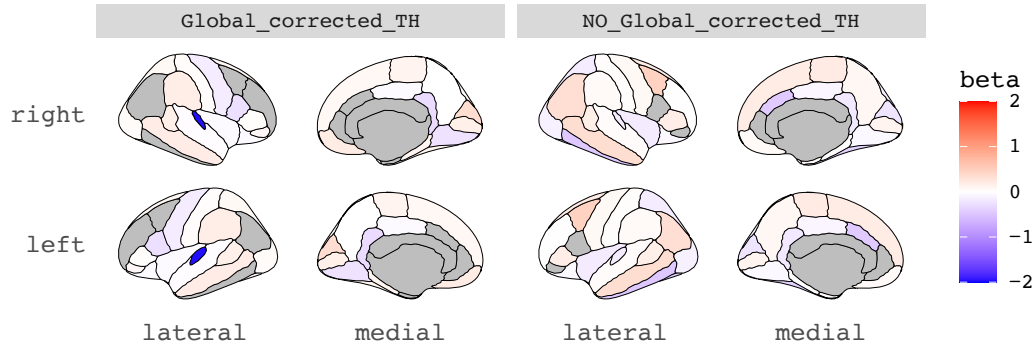 Global_corrected_TH
NO_Global_corrected_TH
right
left
lateral
medial
lateral
medial
beta
2
1
0
−1
−2